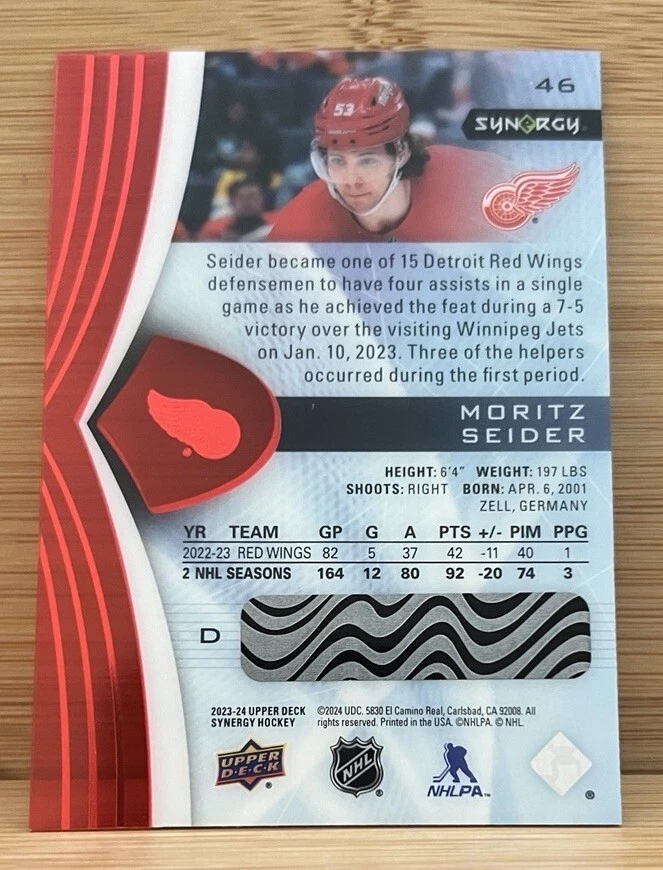 46
SYNERGY
53
Seider became one of 15 Detroit Red Wings
defensemen to have four assists in a single
game as he achieved the feat during a 7-5
victory over the visiting Winnipeg Jets
on Jan. 10, 2023. Three of the helpers
occurred during the first period.
MORITZ
SEIDER
HEIGHT: 6'4" WEIGHT: 197 LBS
SHOOTS: RIGHT BORN: APR. 6, 2001
ZELL, GERMANY
YR TEAM GP G A PTS +/- PIM PPG
2022-23 RED WINGS 82 5 37 42 -11 40 1
2 NHL SEASONS 164 12 80 92 -20 74 3
D
2023-24 UPPER DECK
SYNERGY HOCKEY
©2024 UDC. 5830 El Camino Real, Carlsbad, CA 92008. All
rights reserved. Printed in the USA. ©NHLPA. © NHL.
UPPER
D·E·C·K
®
NHL
®
NHLPA™
®